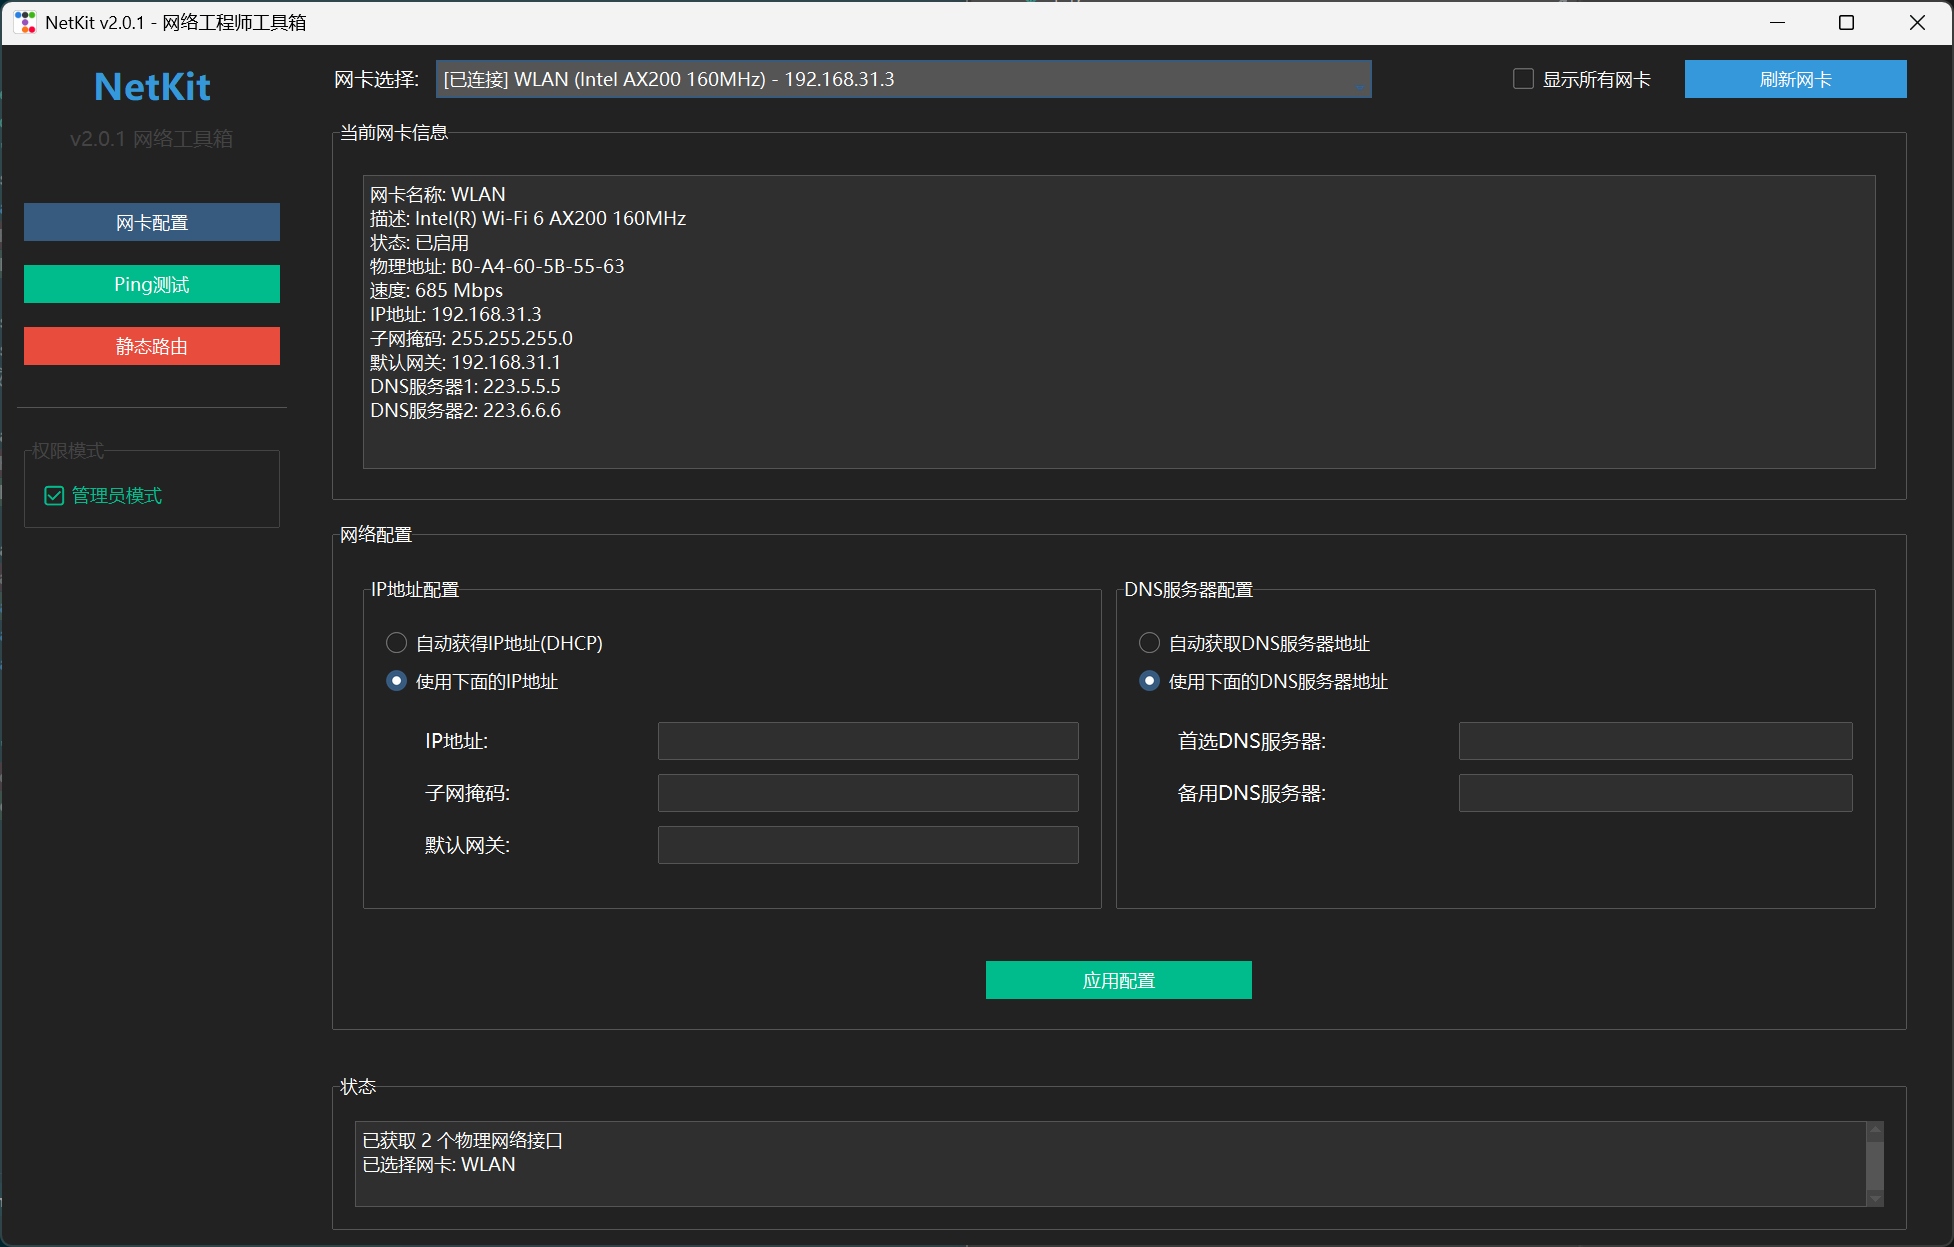 NetKit v2.0.1 - 网络工程师工具箱
NetKit
v2.0.1 网络工具箱
网卡配置
Ping测试
静态路由
权限模式
管理员模式
网卡选择: [已连接] WLAN (Intel AX200 160MHz) - 192.168.31.3 显示所有网卡 刷新网卡
当前网卡信息
网卡名称: WLAN
描述: Intel(R) Wi-Fi 6 AX200 160MHz
状态: 已启用
物理地址: B0-A4-60-5B-55-63
速度: 685 Mbps
IP地址: 192.168.31.3
子网掩码: 255.255.255.0
默认网关: 192.168.31.1
DNS服务器1: 223.5.5.5
DNS服务器2: 223.6.6.6
网络配置
IP地址配置
自动获得IP地址(DHCP)
使用下面的IP地址
IP地址:
子网掩码:
默认网关:
DNS服务器配置
自动获取DNS服务器地址
使用下面的DNS服务器地址
首选DNS服务器:
备用DNS服务器:
应用配置
状态
已获取 2 个物理网络接口
已选择网卡: WLAN